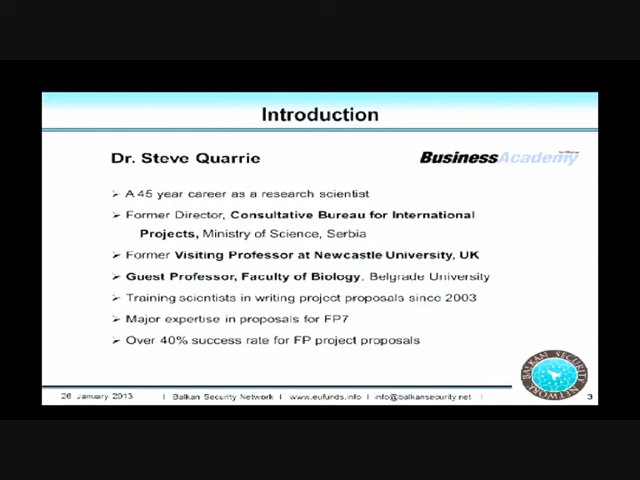 Introduction
Dr. Steve Quarrie
BusinessAcademy
➢ A 45 year career as a research scientist
➢ Former Director, Consultative Bureau for International
Projects, Ministry of Science, Serbia
➢ Former Visiting Professor at Newcastle University, UK
➢ Guest Professor, Faculty of Biology. Belgrade University
➢ Training scientists in writing project proposals since 2003
➢ Major expertise in proposals for FP7
➢ Over 40% success rate for FP project proposals
BALKAN SECURITY NETWORK
26 January 2013 | Balkan Security Network | www.eufunds.info | info@balkansecurity.net | 3